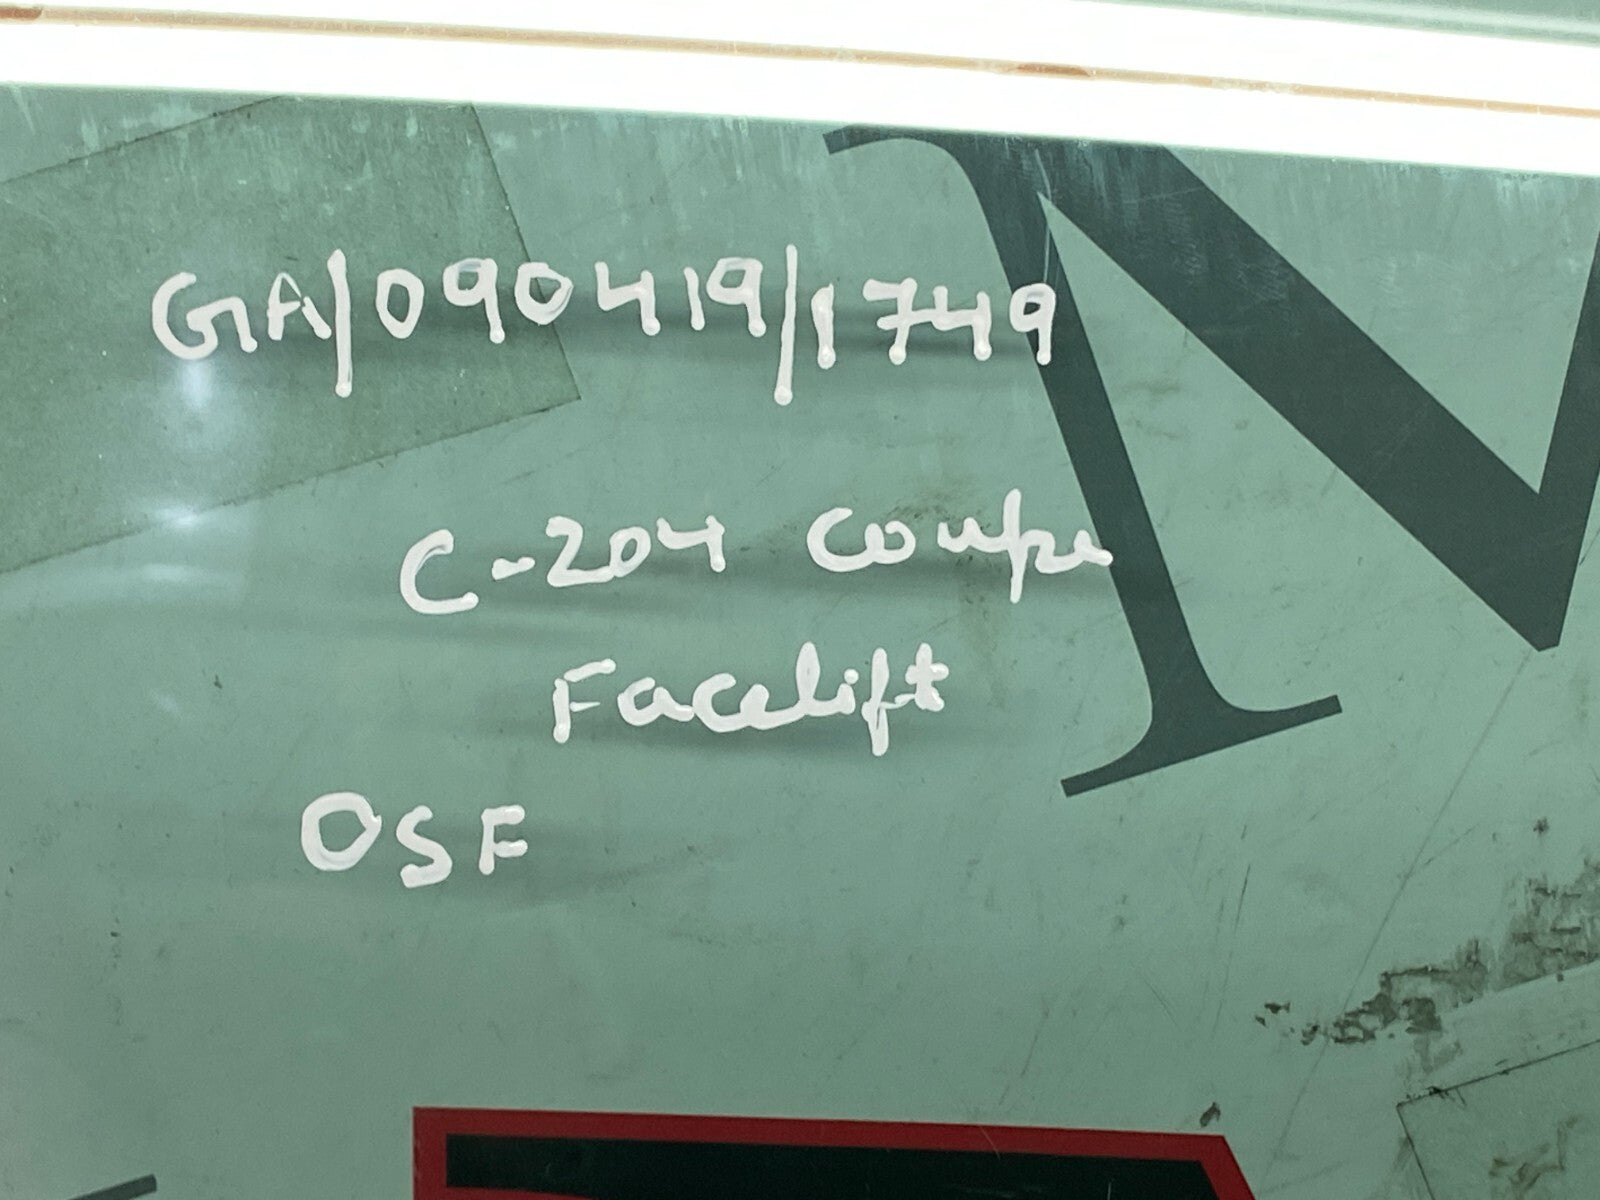 GA/090419/1749
C-204 Coupe
Facelift
OSF
N